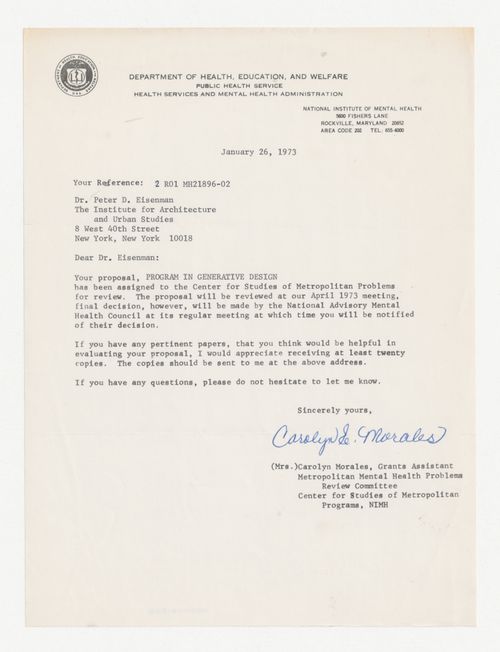 DEPARTMENT OF HEALTH, EDUCATION, AND WELFARE
PUBLIC HEALTH SERVICE
HEALTH SERVICES AND MENTAL HEALTH ADMINISTRATION
NATIONAL INSTITUTE OF MENTAL HEALTH
5600 FISHERS LANE
ROCKVILLE, MARYLAND 20852
AREA CODE 202 TEL: 655-4000
January 26, 1973
Your Reference: 2 R01 MH21896-02
Dr. Peter D. Eisenman
The Institute for Architecture
and Urban Studies
8 West 40th Street
New York, New York 10018
Dear Dr. Eisenman:
Your proposal, PROGRAM IN GENERATIVE DESIGN
has been assigned to the Center for Studies of Metropolitan Problems
for review. The proposal will be reviewed at our April 1973 meeting,
final decision, however, will be made by the National Advisory Mental
Health Council at its regular meeting at which time you will be notified
of their decision.
If you have any pertinent papers, that you think would be helpful in
evaluating your proposal, I would appreciate receiving at least twenty
copies. The copies should be sent to me at the above address.
If you have any questions, please do not hesitate to let me know.
Sincerely yours,
Carolyn E. Morales
(Mrs.)Carolyn Morales, Grants Assistant
Metropolitan Mental Health Problems
Review Committee
Center for Studies of Metropolitan
Programs, NIMH